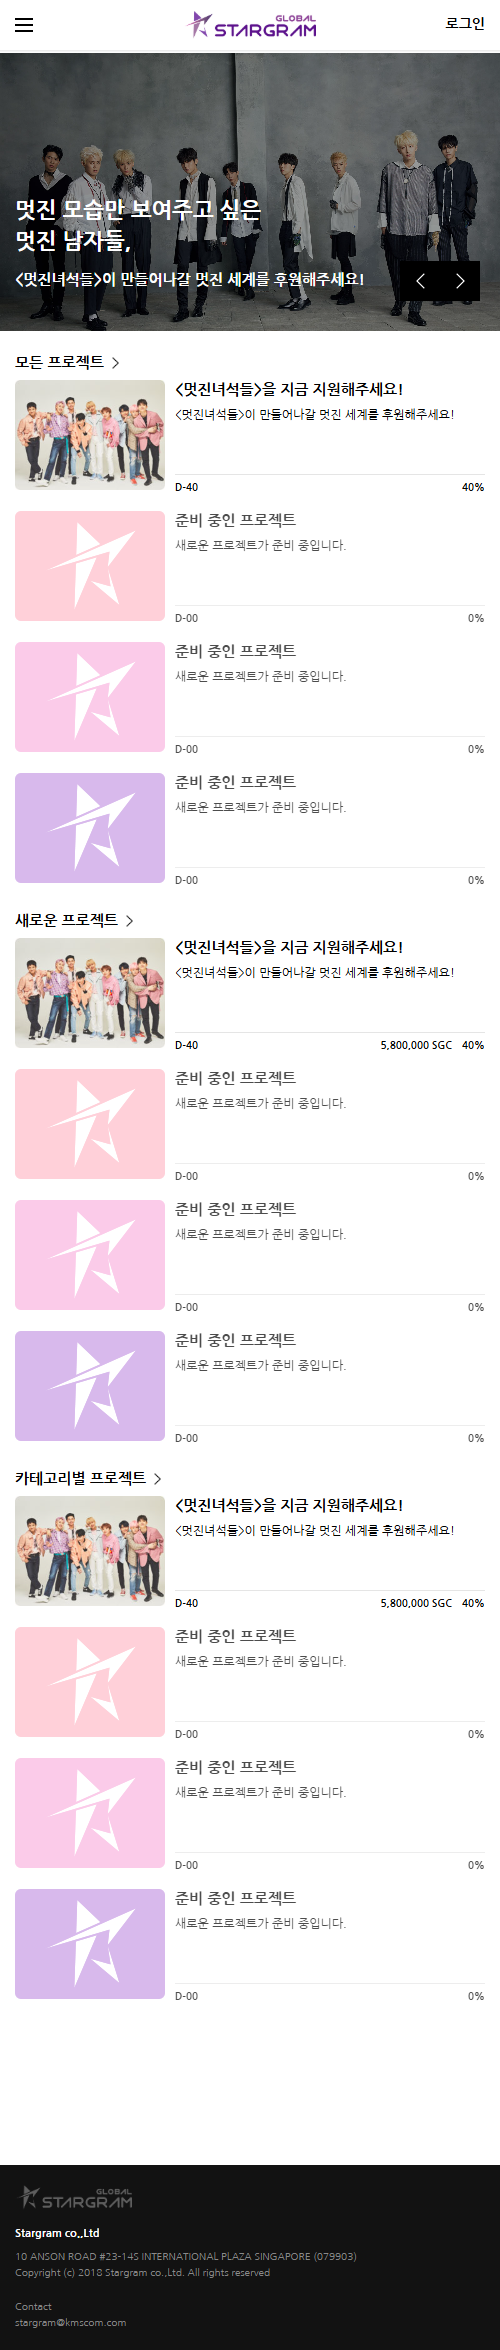 GLOBAL
STARGRAM
로그인
멋진 모습만 보여주고 싶은
멋진 남자들,
<멋진녀석들>이 만들어나갈 멋진 세계를 후원해주세요!
모든 프로젝트 >
<멋진녀석들>을 지금 지원해주세요!
<멋진녀석들>이 만들어나갈 멋진 세계를 후원해주세요!
D-40 40%
준비 중인 프로젝트
새로운 프로젝트가 준비 중입니다.
D-00 0%
준비 중인 프로젝트
새로운 프로젝트가 준비 중입니다.
D-00 0%
준비 중인 프로젝트
새로운 프로젝트가 준비 중입니다.
D-00 0%
새로운 프로젝트 >
<멋진녀석들>을 지금 지원해주세요!
<멋진녀석들>이 만들어나갈 멋진 세계를 후원해주세요!
D-40 5,800,000 SGC 40%
준비 중인 프로젝트
새로운 프로젝트가 준비 중입니다.
D-00 0%
준비 중인 프로젝트
새로운 프로젝트가 준비 중입니다.
D-00 0%
준비 중인 프로젝트
새로운 프로젝트가 준비 중입니다.
D-00 0%
카테고리별 프로젝트 >
<멋진녀석들>을 지금 지원해주세요!
<멋진녀석들>이 만들어나갈 멋진 세계를 후원해주세요!
D-40 5,800,000 SGC 40%
준비 중인 프로젝트
새로운 프로젝트가 준비 중입니다.
D-00 0%
준비 중인 프로젝트
새로운 프로젝트가 준비 중입니다.
D-00 0%
준비 중인 프로젝트
새로운 프로젝트가 준비 중입니다.
D-00 0%
GLOBAL
STARGRAM
Stargram co.,Ltd
10 ANSON ROAD #23-14S INTERNATIONAL PLAZA SINGAPORE (079903)
Copyright (c) 2018 Stargram co.,Ltd. All rights reserved
Contact
stargram@kmscom.com